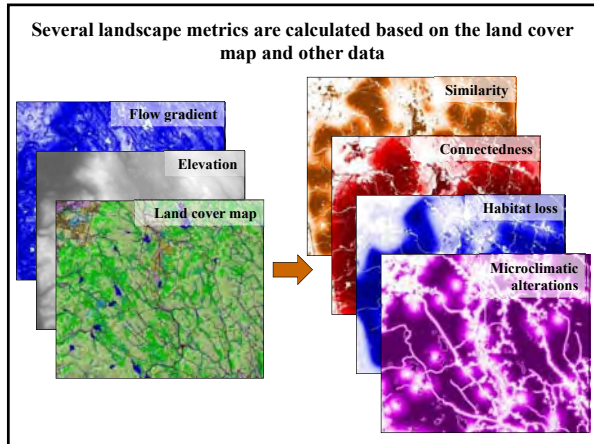 Several landscape metrics are calculated based on the land cover
map and other data
Flow gradient
Elevation
Land cover map
Similarity
Connectedness
Habitat loss
Microclimatic
alterations